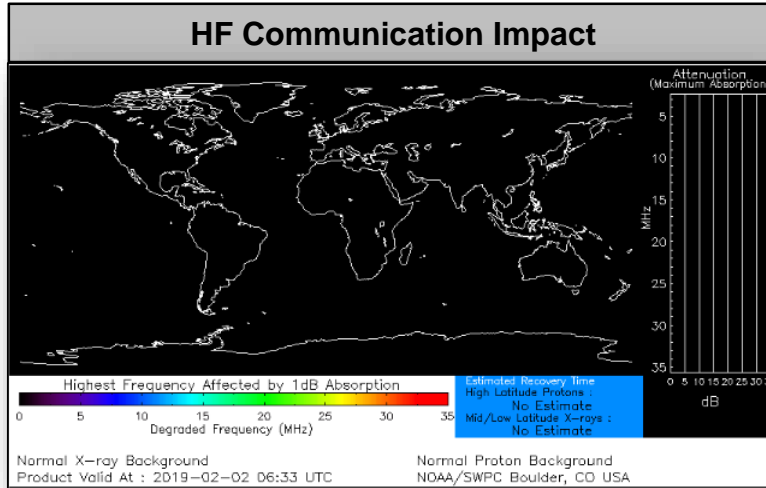 HF Communication Impact
Attenuation
(Maximum Absorption)
5
10
15
20
25
30
35
MHz
0 5 10 15 20 25 30 3
dB
Highest Frequency Affected by 1dB Absorption
0 5 10 15 20 25 30 35
Degraded Frequency (MHz)
Estimated Recovery Time
High Latitude Protons :
No Estimate
Mid/Low Latitude X-rays :
No Estimate
Normal X-ray Background
Product Valid At : 2019-02-02 06:33 UTC
Normal Proton Background
NOAA/SWPC Boulder, CO USA